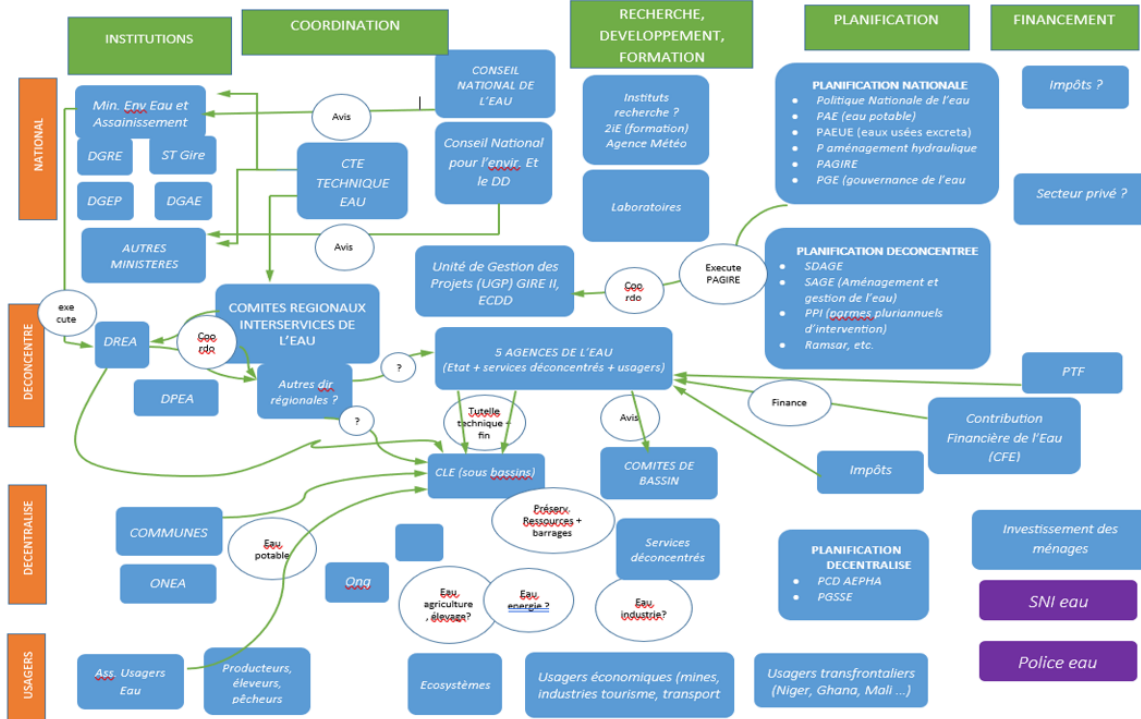 INSTITUTIONS
COORDINATION
RECHERCHE,
DEVELOPPEMENT,
FORMATION
PLANIFICATION
FINANCEMENT
NATIONAL
Min. Env Eau et
Assainissement
DGRE
ST Gire
DGEP
DGAE
AUTRES
MINISTERES
Avis
CTE
TECHNIQUE
EAU
Avis
CONSEIL
NATIONAL DE
L'EAU
Conseil National
pour l'envir. Et
le DD
Instituts
recherche ?
2iE (formation)
Agence Météo
Laboratoires
PLANIFICATION NATIONALE
• Politique Nationale de l'eau
• PAE (eau potable)
• PAEUE (eaux usées excreta)
• P aménagement hydraulique
• PAGIRE
• PGE (gouvernance de l'eau
Impôts ?
Secteur privé ?
DECONCENTRE
exe
cute
DREA
DPEA
COMITES REGIONAUX
INTERSERVICES DE
L'EAU
Coo
rdo
Autres dir
régionales ?
?
?
Unité de Gestion des
Projets (UGP) GIRE II,
ECDD
Coo
rdo
Execute
PAGIRE
PLANIFICATION DECONCENTREE
• SDAGE
• SAGE (Aménagement et
gestion de l'eau)
• PPI (parmes pluriannuels
d'intervention)
• Ramsar, etc.
5 AGENCES DE L'EAU
(Etat + services déconcentrés + usagers)
Tutelle
technique –
fin
Avis
Finance
PTF
Contribution
Financière de l'Eau
(CFE)
Impôts
CLE (sous bassins)
COMITES DE
BASSIN
DECENTRALISE
COMMUNES
ONEA
Eau
potable
Ong
Préserv.
Ressources +
barrages
Services
déconcentrés
Eau
agriculture
, élevage?
Eau
energie ?
Eau
industrie?
PLANIFICATION
DECENTRALISE
• PCD AEPHA
• PGSSE
Investissement des
ménages
SNI eau
Police eau
USAGERS
Ass. Usagers
Eau
Producteurs,
éleveurs,
pêcheurs
Ecosystèmes
Usagers économiques (mines,
industries tourisme, transport
Usagers transfrontaliers
(Niger, Ghana, Mali ...)